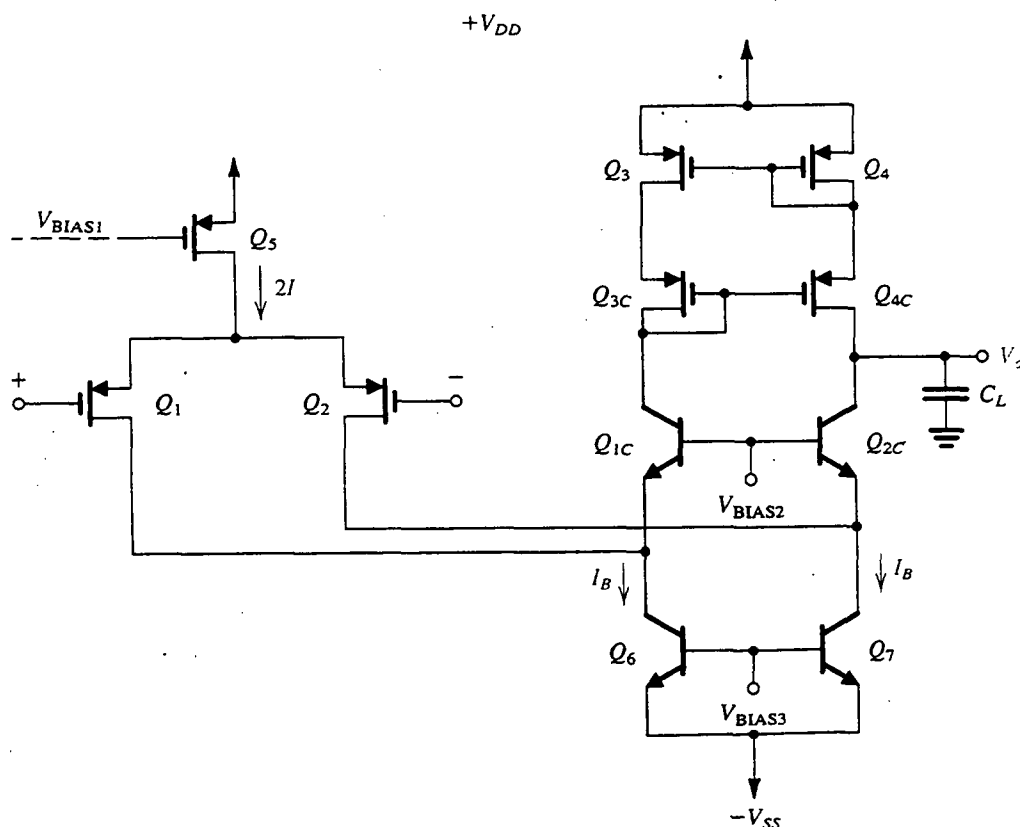 +V_DD
Q_3
Q_4
V_BIAS1
Q_5
2I
Q_3C
Q_4C
+
Q_1
Q_2
−
C_L
Q_1C
Q_2C
V_BIAS2
I_B
I_B
Q_6
Q_7
V_BIAS3
−V_SS